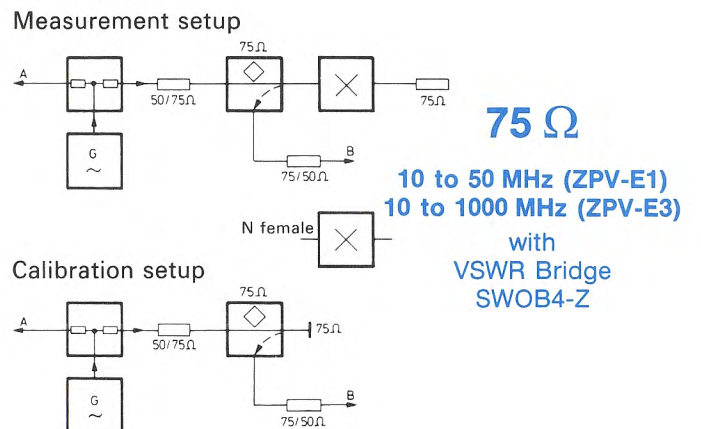 Measurement setup
75Ω
A
50/75Ω
75Ω
G
~
B
75/50Ω
75 Ω
10 to 50 MHz (ZPV-E1)
10 to 1000 MHz (ZPV-E3)
with
VSWR Bridge
SWOB4-Z
N female
Calibration setup
75Ω
A
50/75Ω
75Ω
G
~
B
75/50Ω